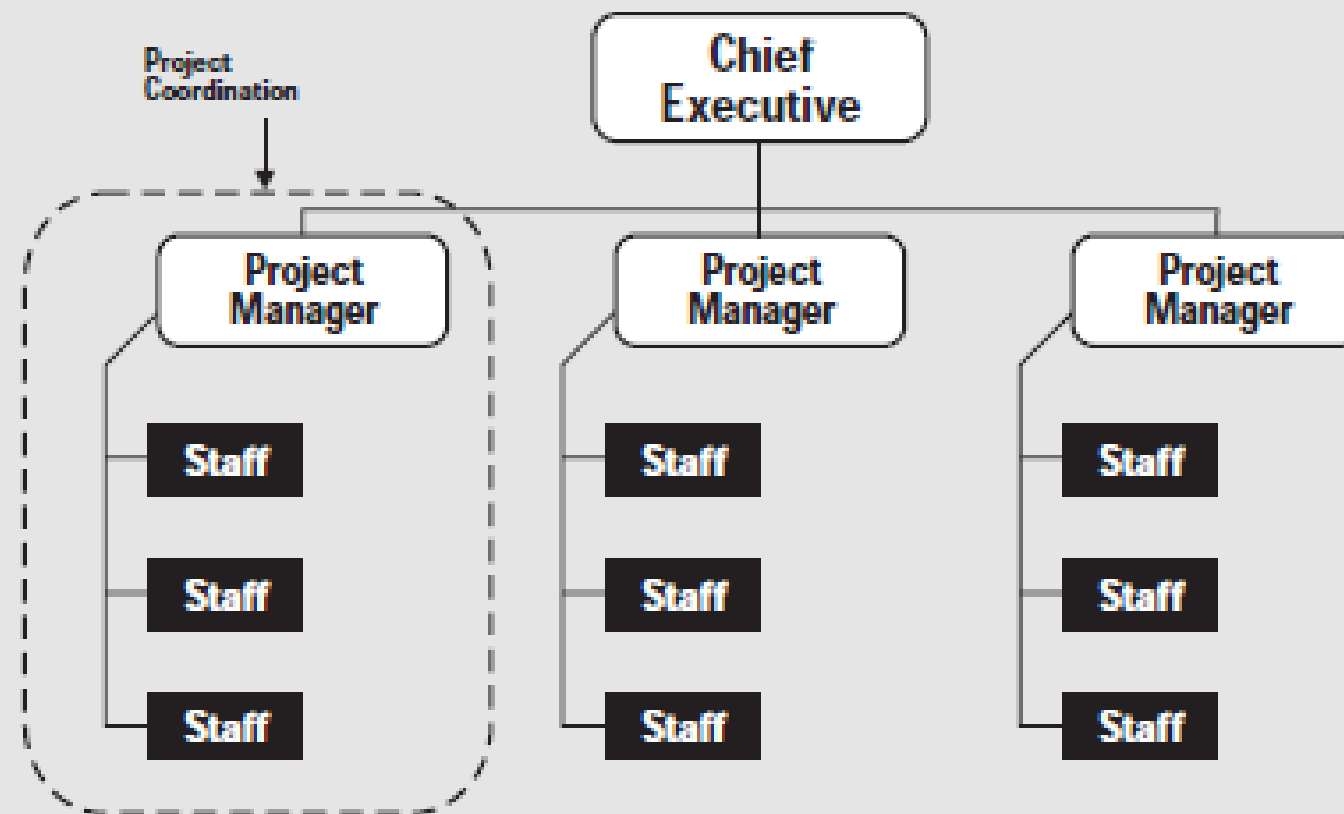 Project
Coordination
Chief
Executive
Project
Manager
Project
Manager
Project
Manager
Staff
Staff
Staff
Staff
Staff
Staff
Staff
Staff
Staff